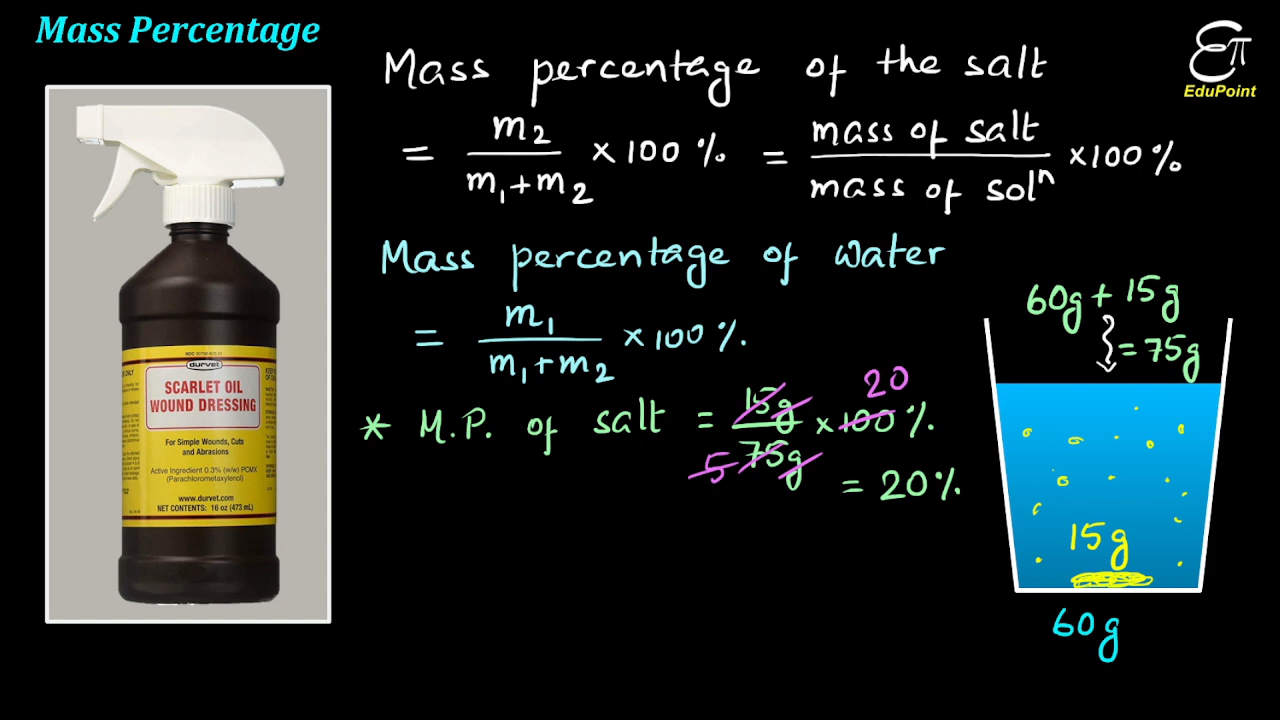 Mass Percentage
Mass percentage of the salt
= m₂ / m₁+m₂ × 100 % = mass of salt / mass of solⁿ × 100 %
Mass percentage of water
= m₁ / m₁+m₂ × 100 %.
* M.P. of salt = 15g / 75g × 100 %.
20
5
= 20 %.
επ
EduPoint
60g + 15g
= 75g
15g
60g
durvet
SCARLET OIL
WOUND DRESSING
For Simple Wounds, Cuts
and Abrasions
Active Ingredient 0.3% (w/w) PCMX
(Parachlorometaxylenol)
www.durvet.com
NET CONTENTS: 16 oz (473 mL)